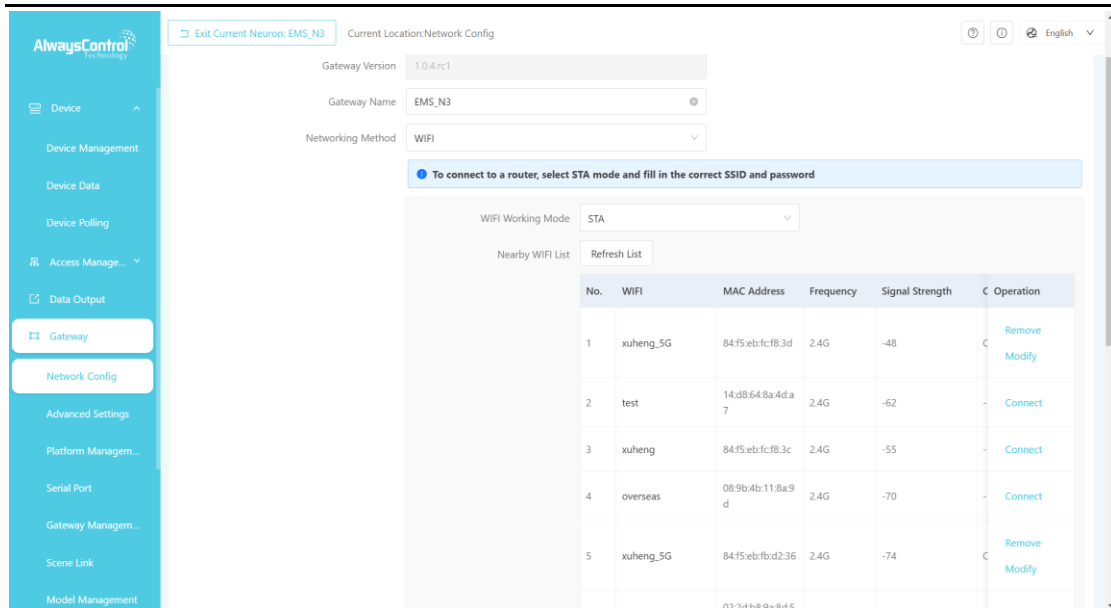 AlwaysControl
Technology
Exit Current Neuron: EMS_N3
Current Location:Network Config
English
Device
Device Management
Device Data
Device Polling
Access Manage...
Data Output
Gateway
Network Config
Advanced Settings
Platform Managem...
Serial Port
Gateway Managem...
Scene Link
Model Management
Gateway Version 1.0.4.rc1
Gateway Name EMS_N3
Networking Method WIFI
To connect to a router, select STA mode and fill in the correct SSID and password
WIFI Working Mode STA
Nearby WIFI List Refresh List
No. WIFI MAC Address Frequency Signal Strength C Operation
1 xuheng_5G 84:f5:eb:fc:f8:3d 2.4G -48 C Remove
Modify
2 test 14:d8:64:8a:4d:a
7 2.4G -62 - Connect
3 xuheng 84:f5:eb:fc:f8:3c 2.4G -55 - Connect
4 overseas 08:9b:4b:11:8a:9
d 2.4G -70 - Connect
5 xuheng_5G 84:f5:eb:fb:d2:36 2.4G -74 C Remove
Modify